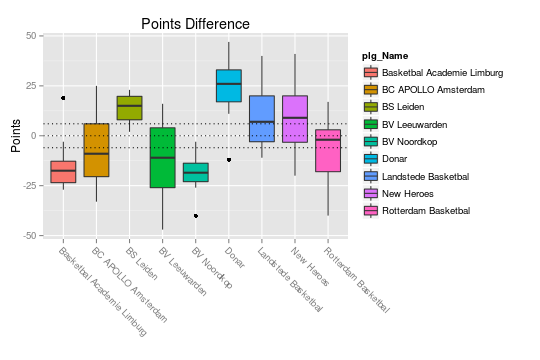 Points Difference
50
25
0
-25
-50
Points
Basketbal Academie Limburg
BC APOLLO Amsterdam
BS Leiden
BV Leeuwarden
BV Noordkop
Donar
Landstede Basketbal
New Heroes
Rotterdam Basketbal
plg_Name
Basketbal Academie Limburg
BC APOLLO Amsterdam
BS Leiden
BV Leeuwarden
BV Noordkop
Donar
Landstede Basketbal
New Heroes
Rotterdam Basketbal